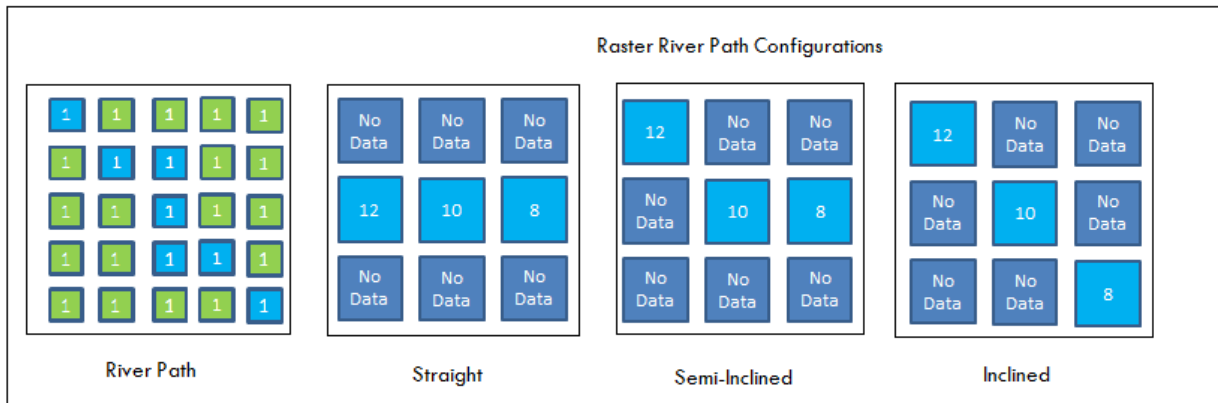 Raster River Path Configurations
1 1 1 1 1
1 1 1 1 1
1 1 1 1 1
1 1 1 1 1
1 1 1 1 1
River Path
No Data No Data No Data
12 10 8
No Data No Data No Data
Straight
12 No Data No Data
No Data 10 8
No Data No Data No Data
Semi-Inclined
12 No Data No Data
No Data 10 No Data
No Data No Data 8
Inclined